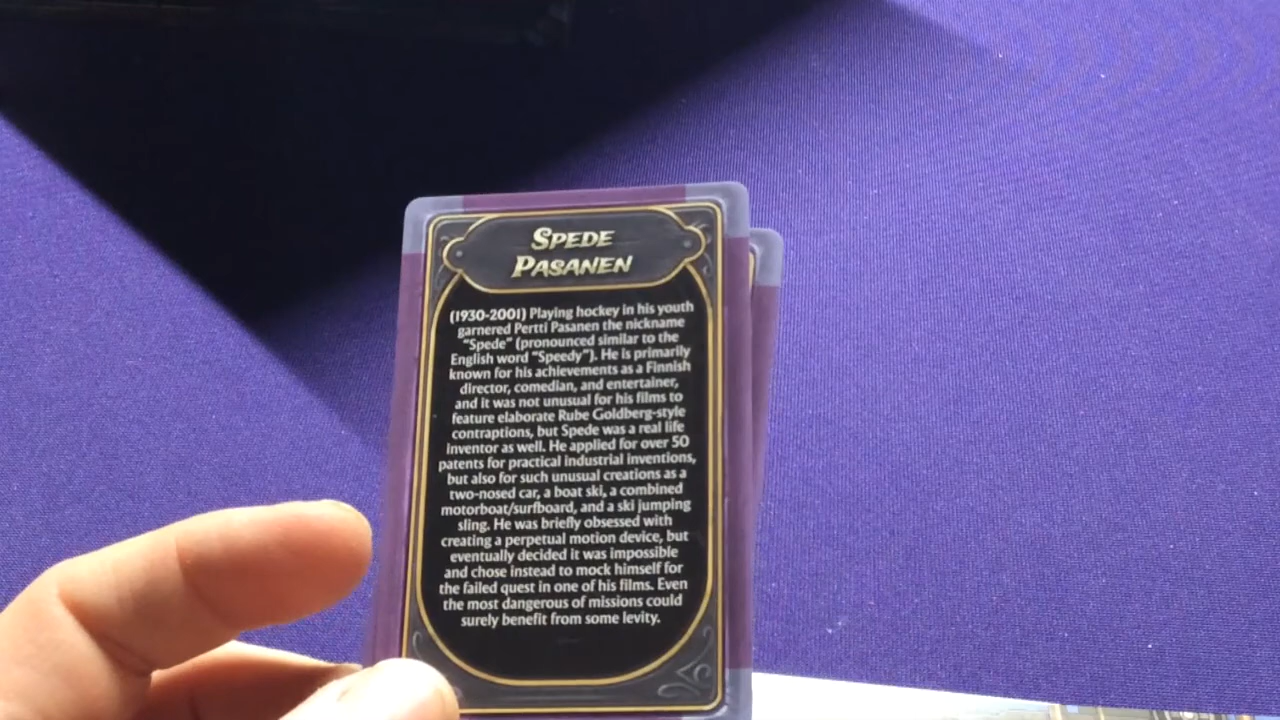 SPEDE
PASANEN
(1930-2001) Playing hockey in his youth
garnered Pertti Pasanen the nickname
"Spede" (pronounced similar to the
English word "Speedy"). He is primarily
known for his achievements as a Finnish
director, comedian, and entertainer,
and it was not unusual for his films to
feature elaborate Rube Goldberg-style
contraptions, but Spede was a real life
inventor as well. He applied for over 50
patents for practical industrial inventions,
but also for such unusual creations as a
two-nosed car, a boat ski, a combined
motorboat/surfboard, and a ski jumping
sling. He was briefly obsessed with
creating a perpetual motion device, but
eventually decided it was impossible
and chose instead to mock himself for
the failed quest in one of his films. Even
the most dangerous of missions could
surely benefit from some levity.